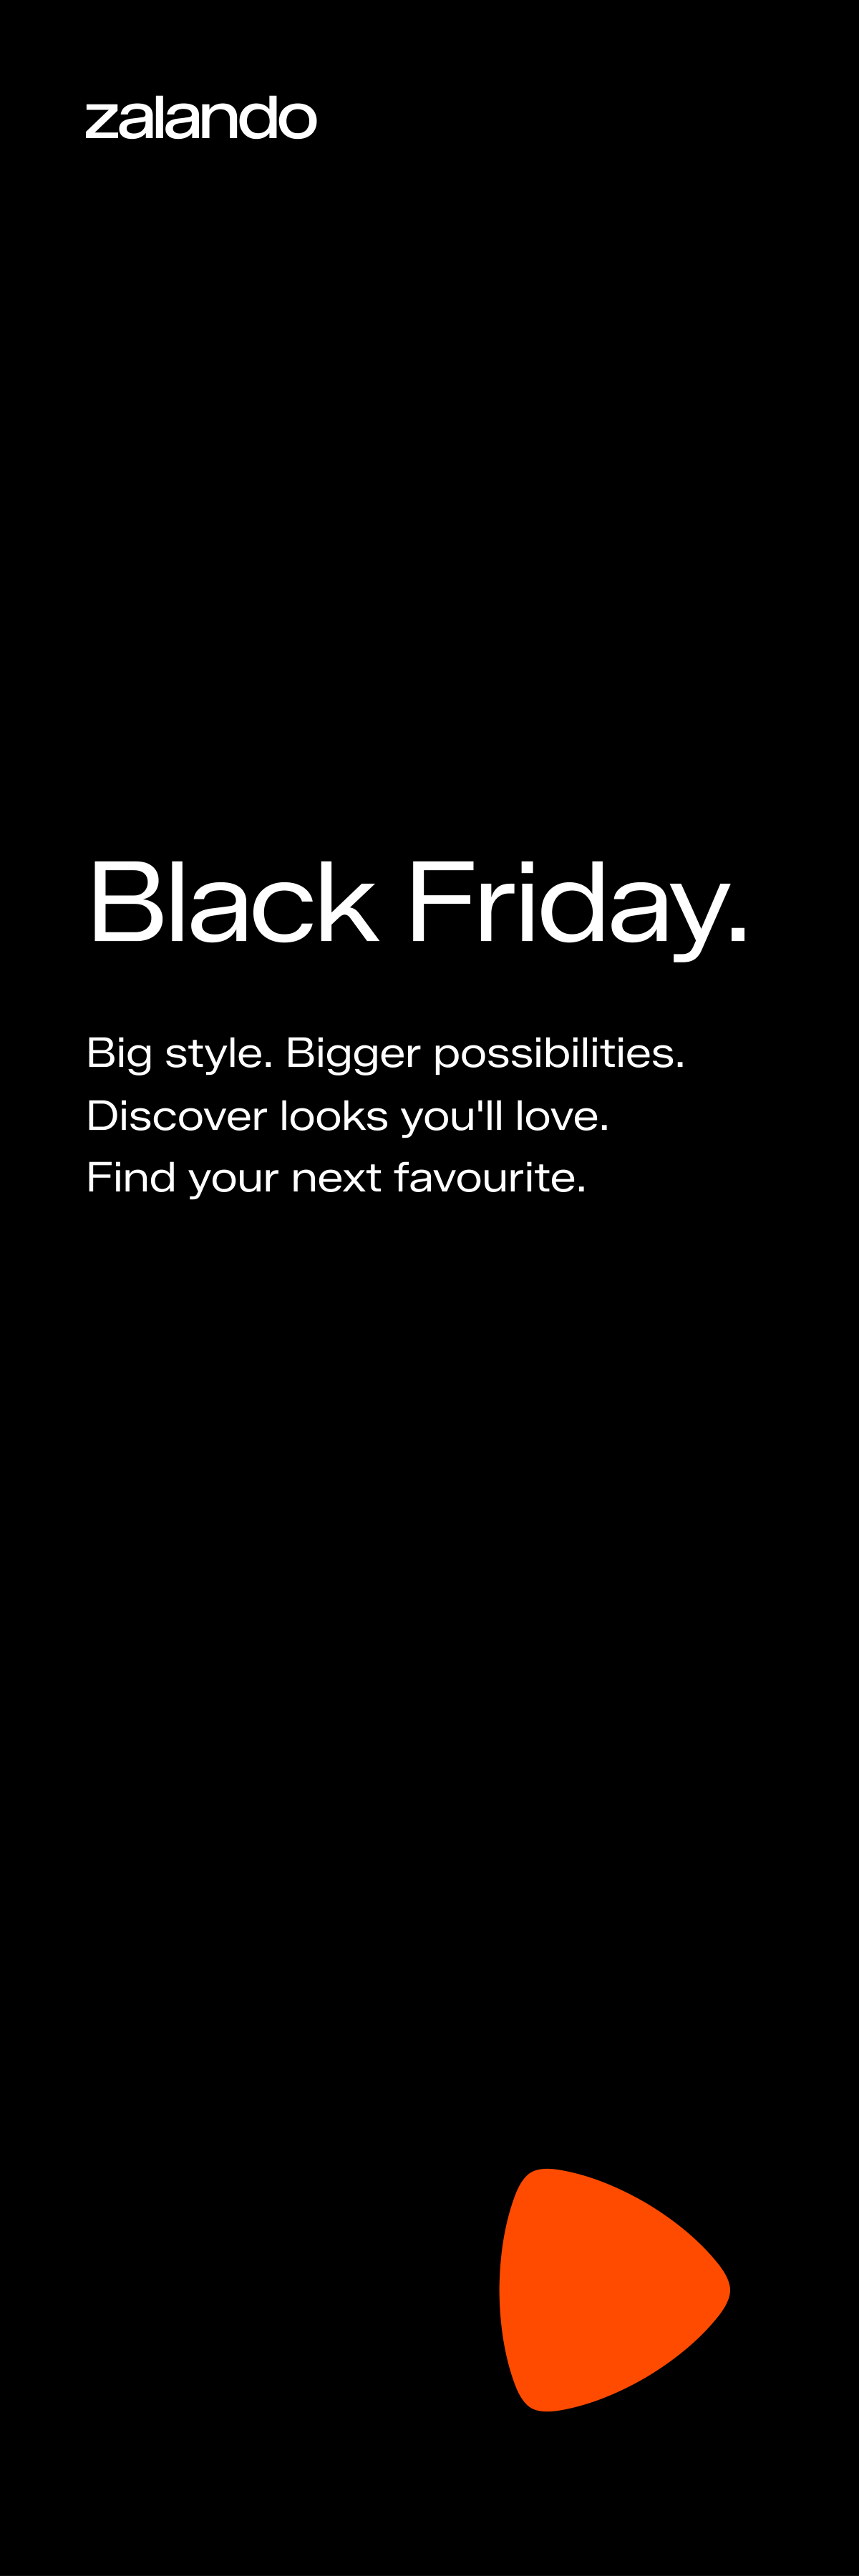 zalando
Black Friday.
Big style. Bigger possibilities.
Discover looks you'll love.
Find your next favourite.